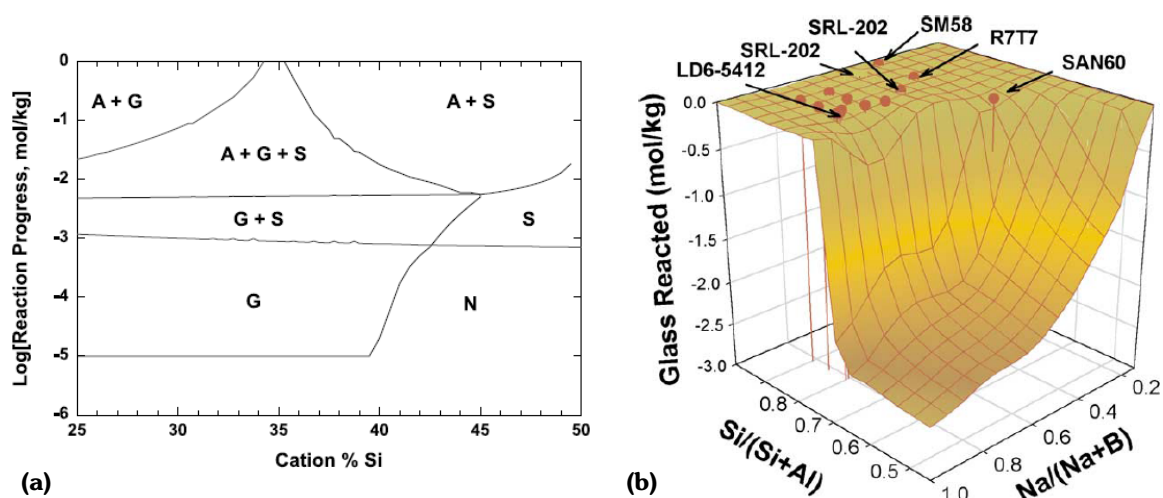 Log[Reaction Progress, mol/kg]
0
-1
-2
-3
-4
-5
-6
A + G
A + S
A + G + S
G + S
S
G
N
25
30
35
40
45
50
Cation % Si
(a)
SM58
SRL-202
R7T7
SRL-202
SAN60
LD6-5412
Glass Reacted (mol/kg)
0.0
-0.5
-1.0
-1.5
-2.0
-2.5
-3.0
0.8
0.7
0.6
0.5
Si/(Si+Al)
0.2
0.4
0.6
0.8
1.0
Na/(Na+B)
(b)